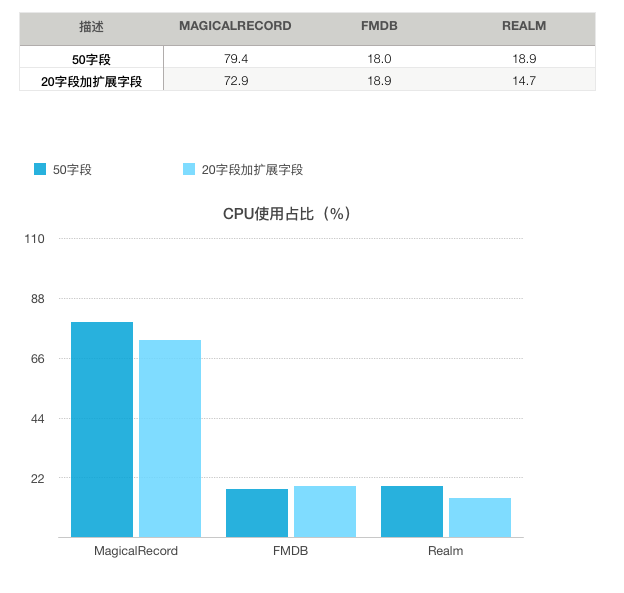 描述 MAGICALRECORD FMDB REALM
50字段 79.4 18.0 18.9
20字段加扩展字段 72.9 18.9 14.7
50字段 20字段加扩展字段
CPU使用占比（%）
110
88
66
44
22
MagicalRecord FMDB Realm